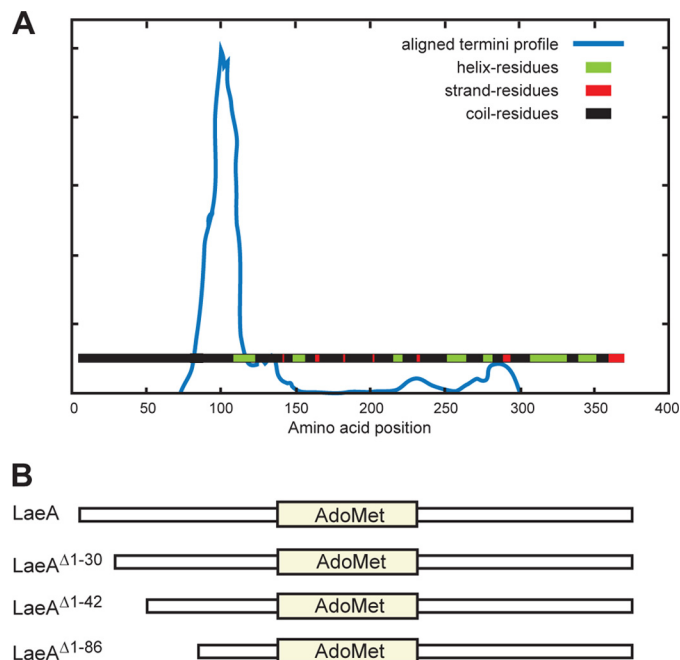 A
aligned termini profile
helix-residues
strand-residues
coil-residues
0 50 100 150 200 250 300 350 400
Amino acid position
B
LaeA AdoMet
LaeAΔ1-30 AdoMet
LaeAΔ1-42 AdoMet
LaeAΔ1-86 AdoMet